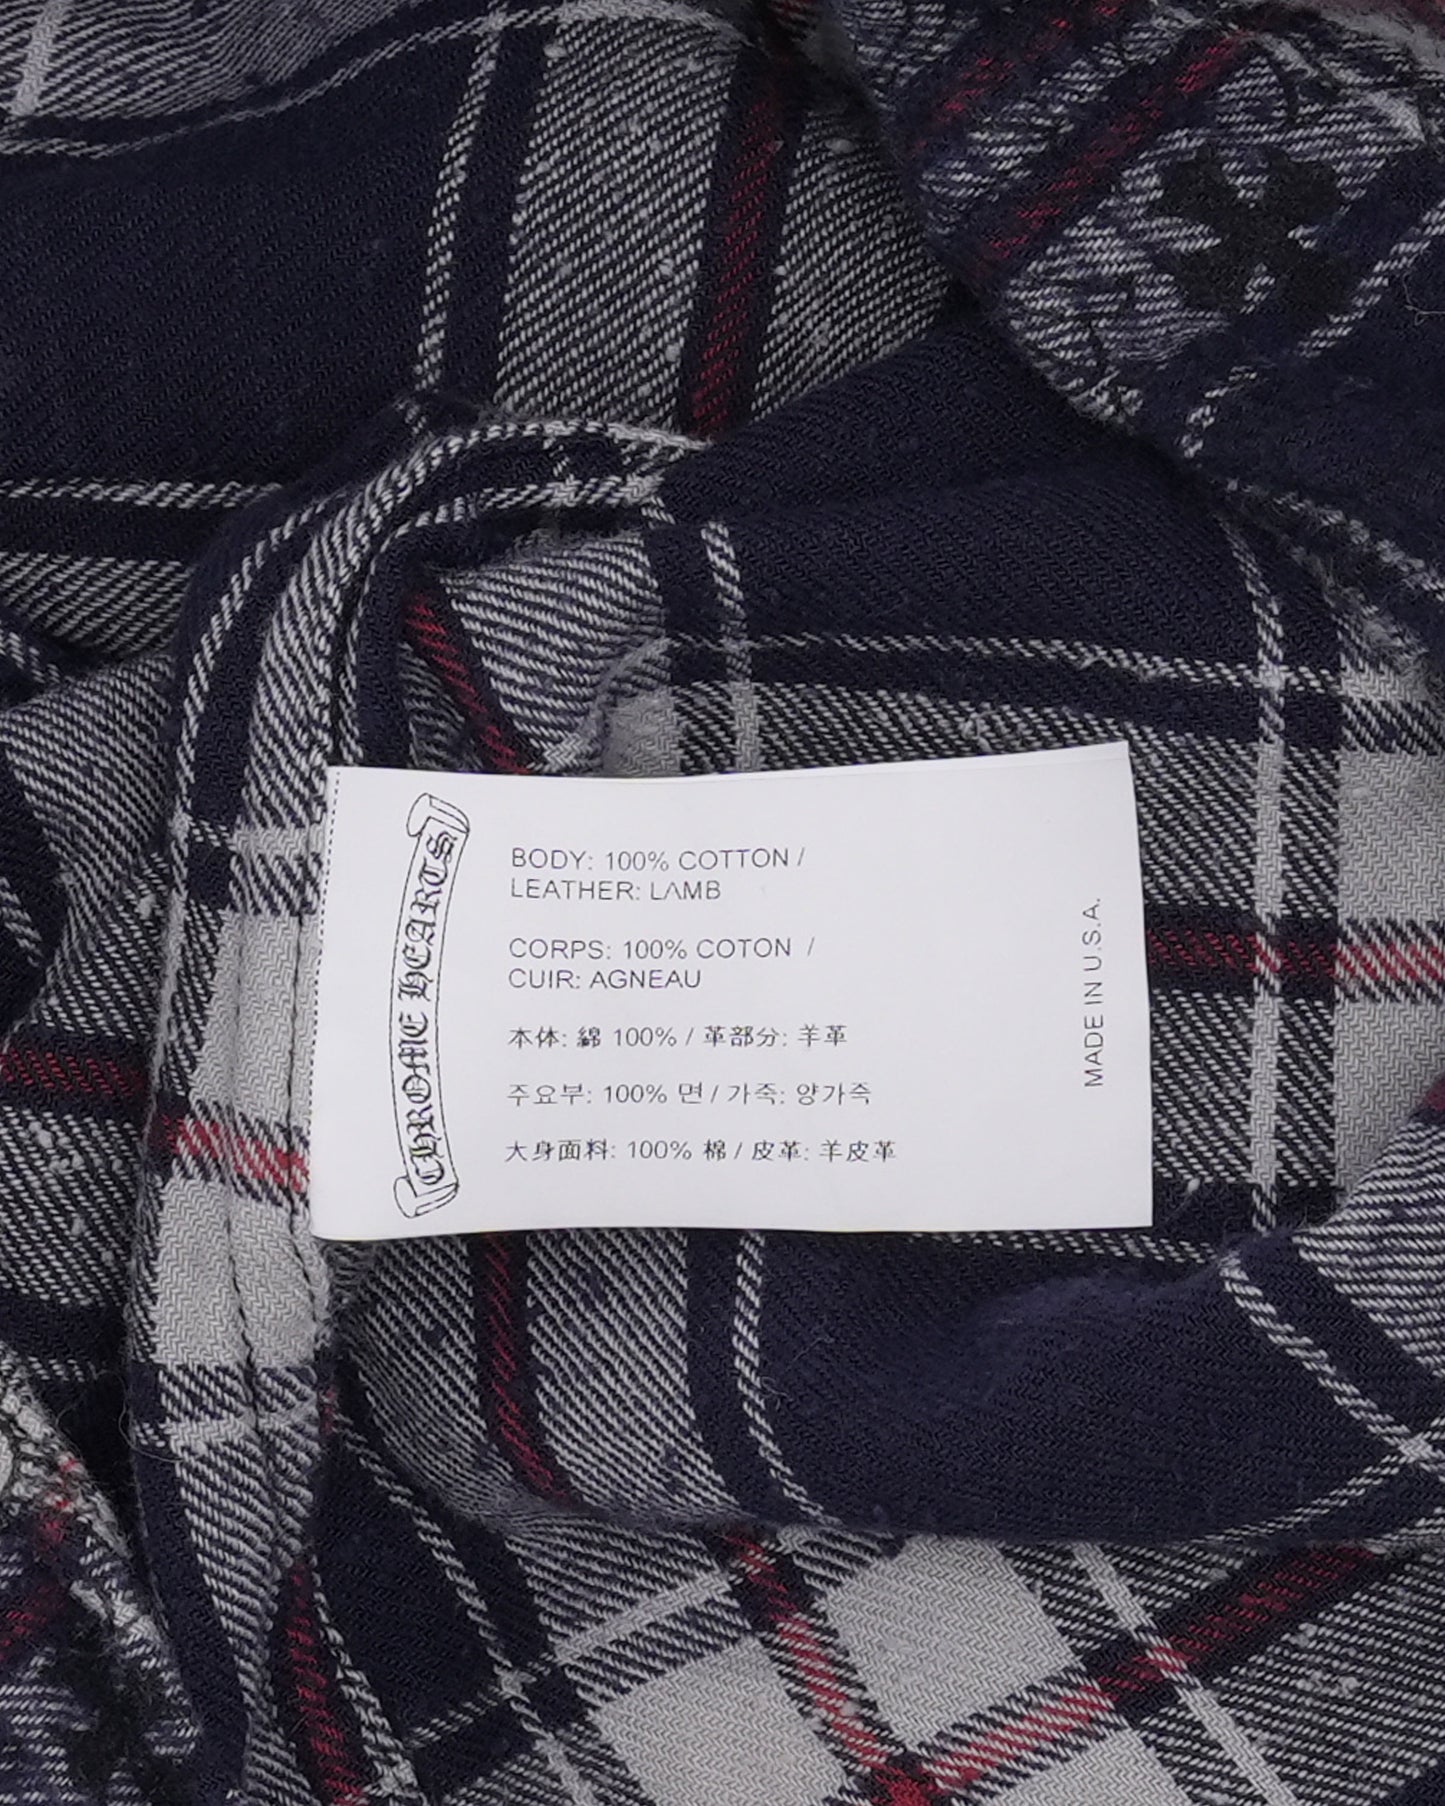 CHROME HEARTS
BODY: 100% COTTON /
LEATHER: LAMB
CORPS: 100% COTON /
CUIR: AGNEAU
本体: 綿 100% / 革部分: 羊革
주요부: 100% 면 / 가죽: 양가죽
大身面料: 100% 棉 / 皮革: 羊皮革
MADE IN U.S.A.